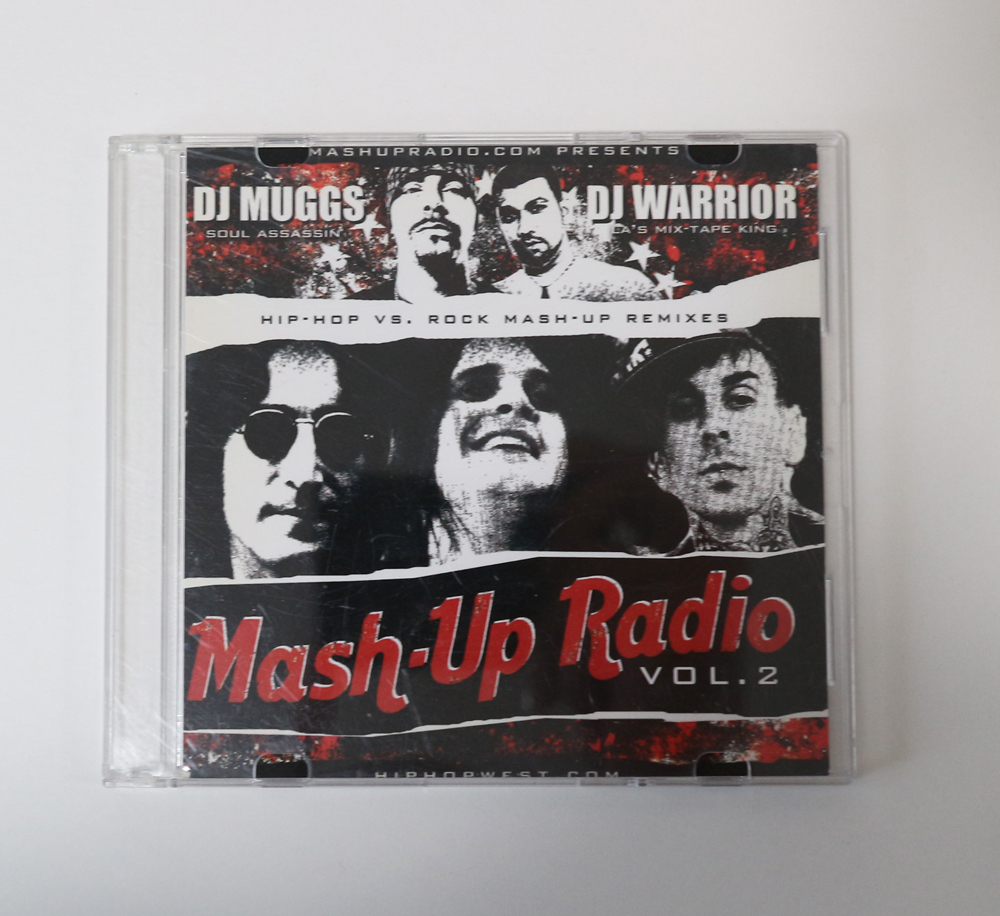 MASHUPRADIO.COM PRESENTS
DJ MUGGS
SOUL ASSASSIN
DJ WARRIOR
LA'S MIX-TAPE KING
HIP-HOP VS. ROCK MASH-UP REMIXES
Mash-Up Radio
VOL.2
HIPHOPWEST.COM